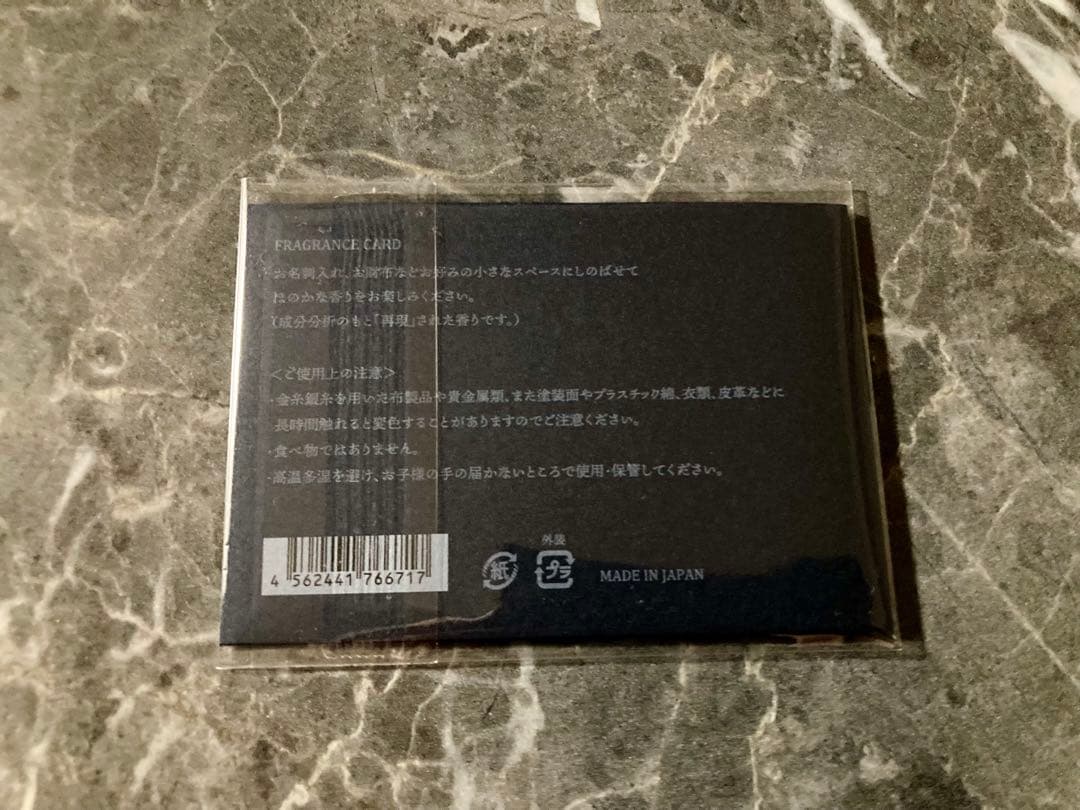 FRAGRANCE CARD
・お名刺入れ、お財布などお好みの小さなスペースにしのばせて
ほのかな香りをお楽しみください。
(成分分析のもと「再現」された香りです。)
＜ご使用上の注意＞
・金糸銀糸を用いた布製品や貴金属類、また塗装面やプラスチック類、衣類、皮革などに
長時間触れると変色することがありますのでご注意ください。
・食べ物ではありません。
・高温多湿を避け、お子様の手の届かないところで使用・保管してください。
外装
紙 プラ MADE IN JAPAN
4 562441 766717